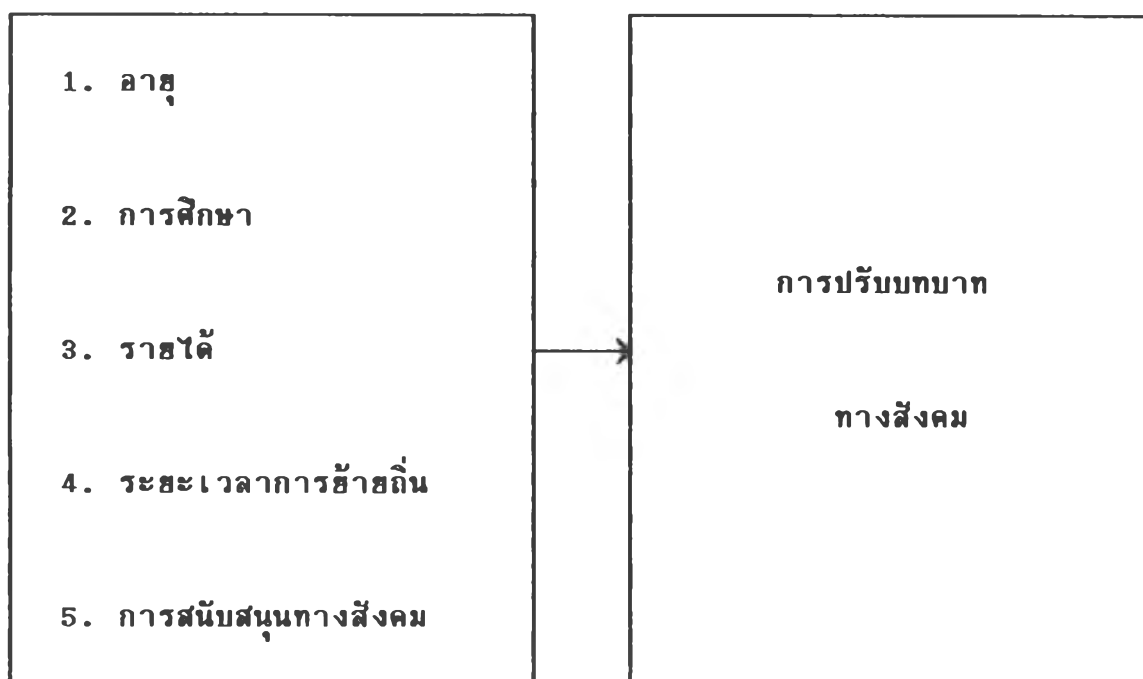 1. อายุ
2. การศึกษา
3. รายได้
4. ระยะเวลาการย้ายถิ่น
5. การสนับสนุนทางสังคม
การปรับบทบาท
ทางสังคม